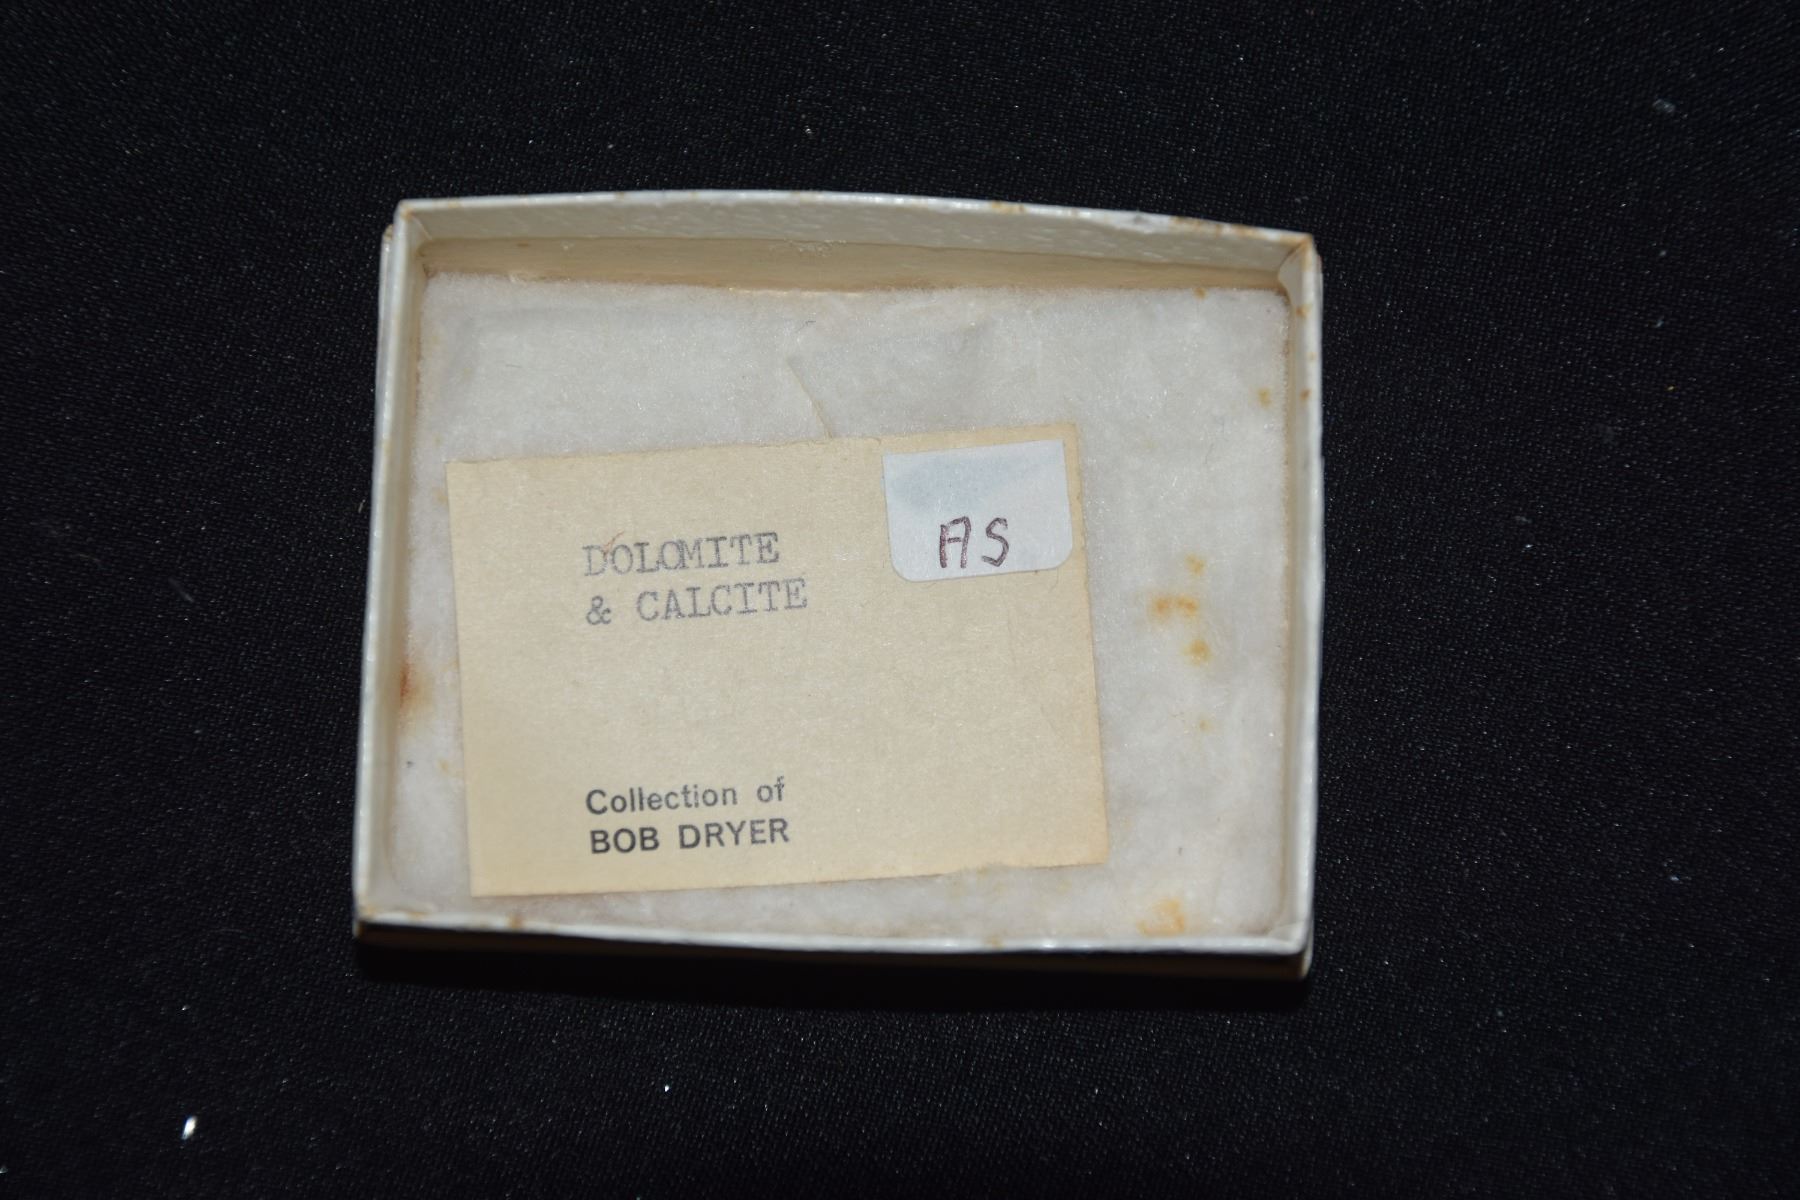 AS
DOLOMITE
& CALCITE
Collection of
BOB DRYER